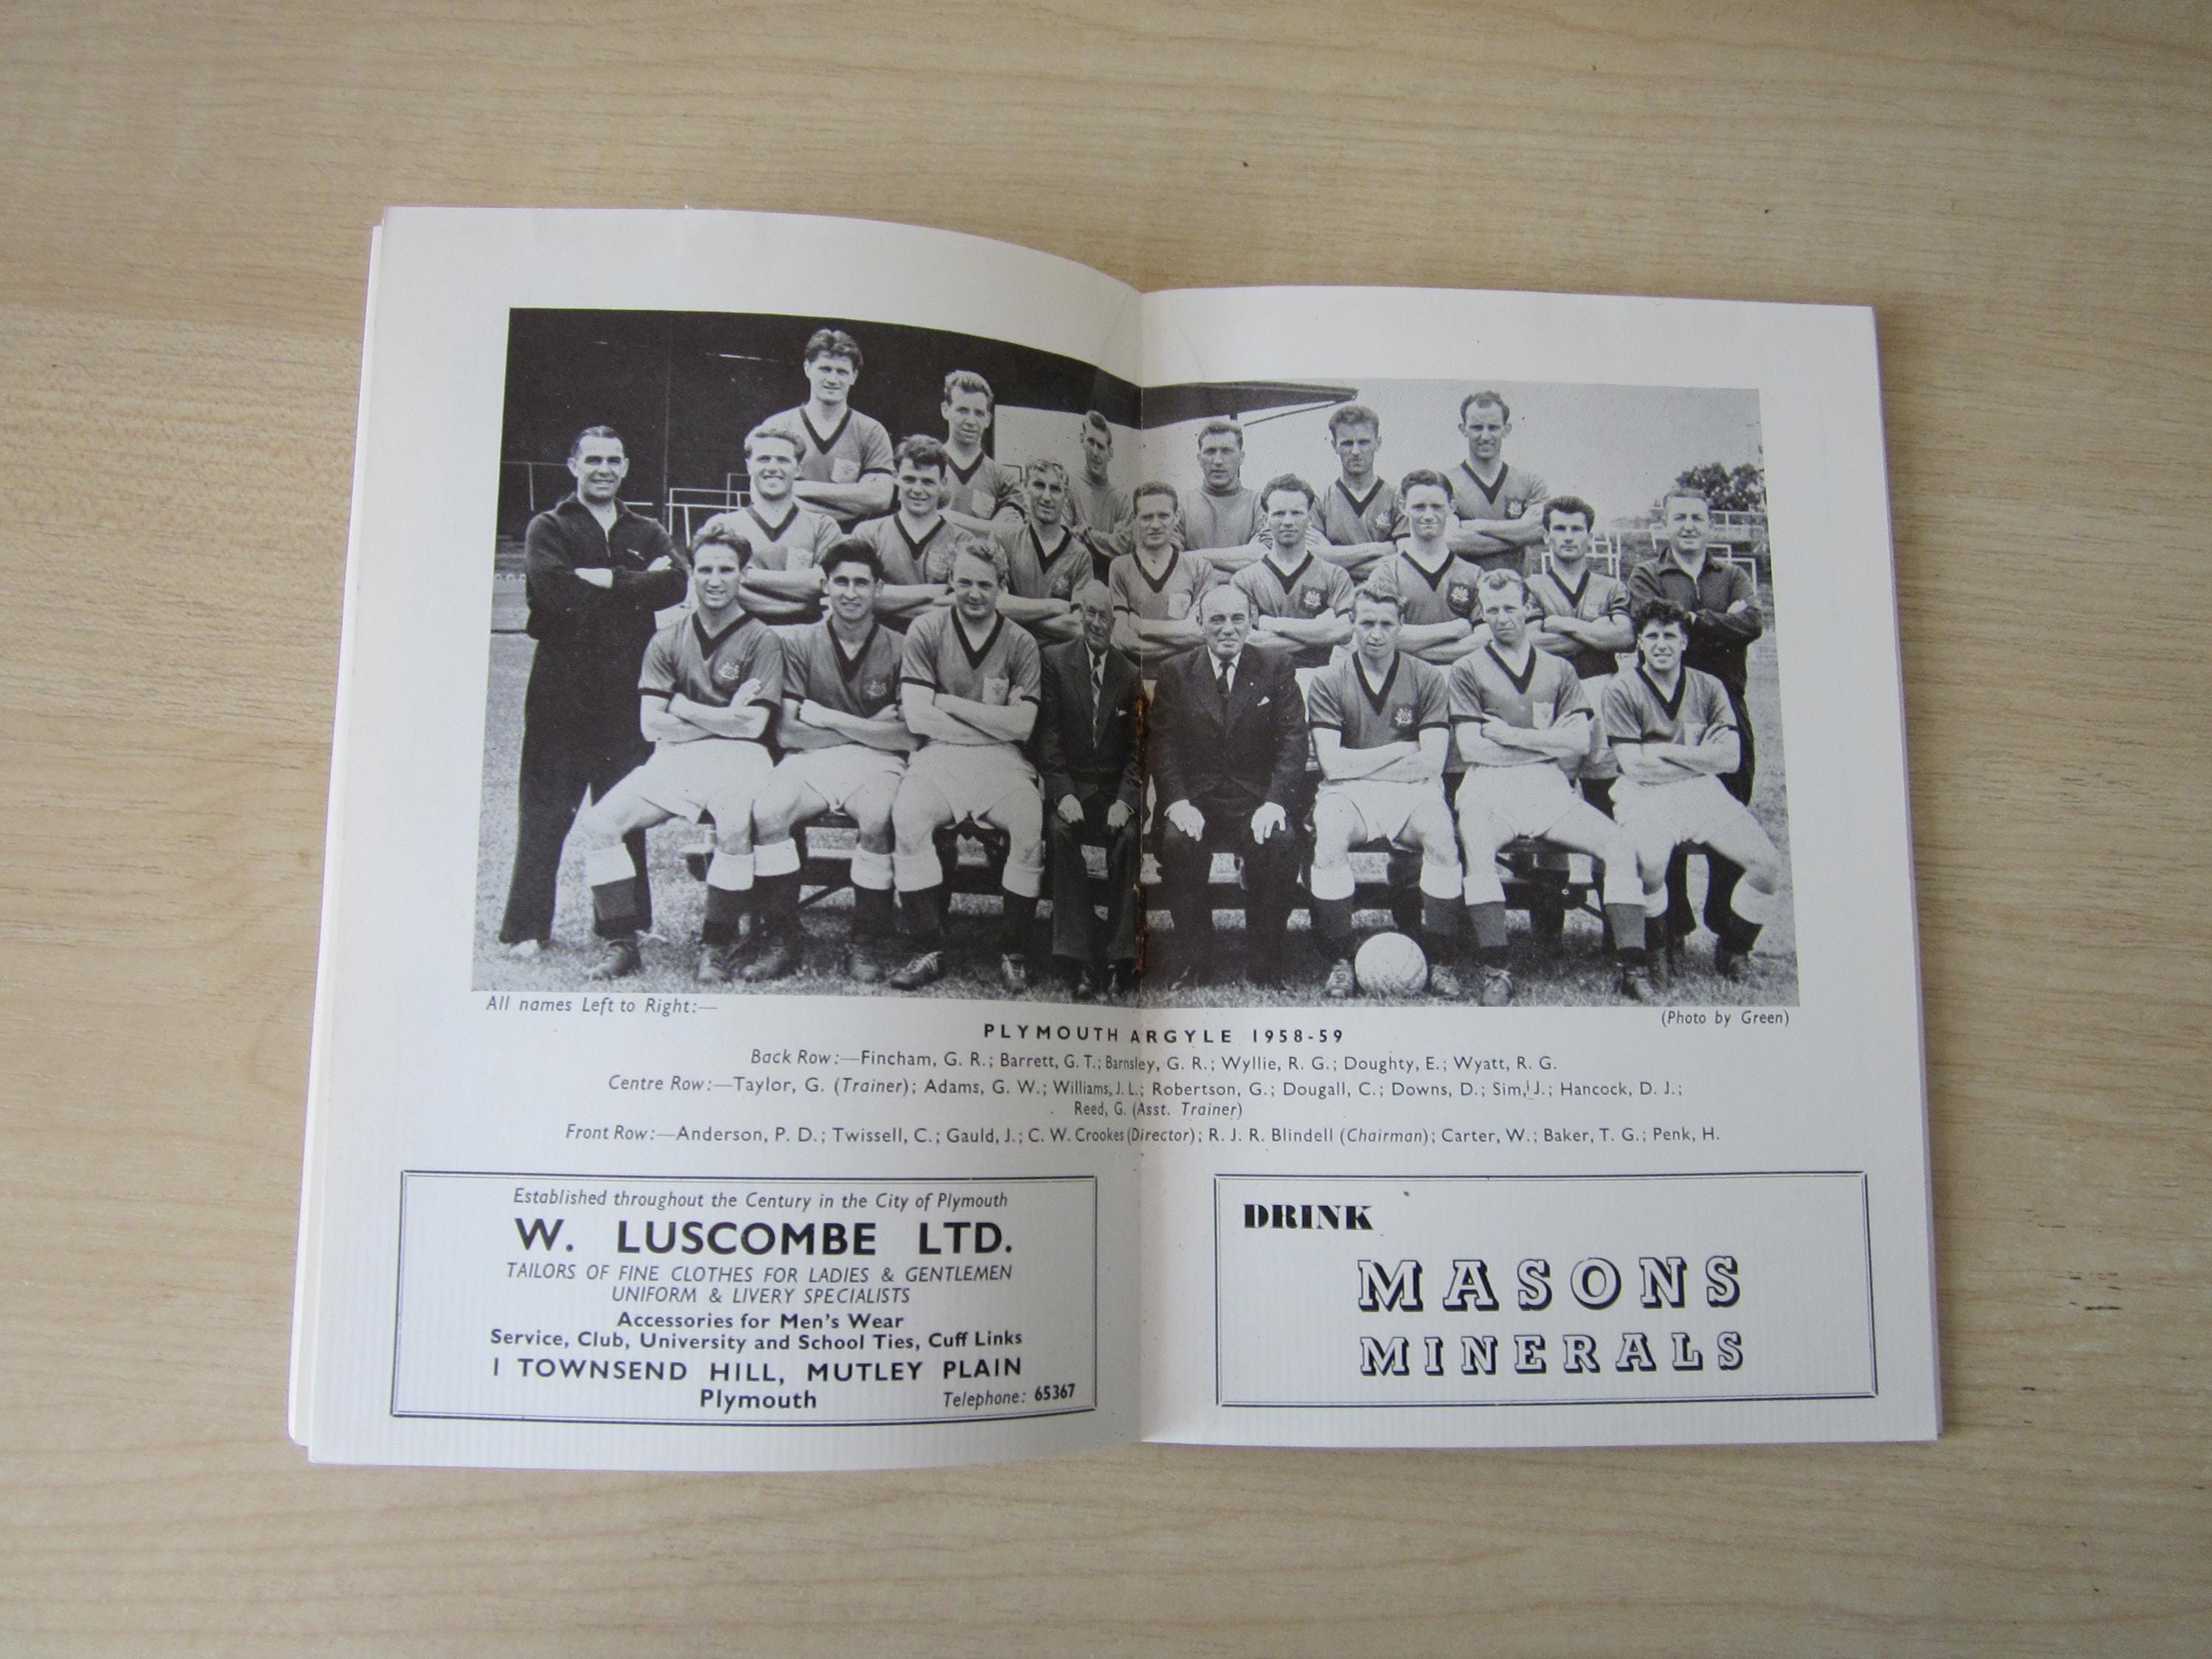 All names Left to Right:—
(Photo by Green)
PLYMOUTH ARGYLE 1958-59
Back Row:—Fincham, G. R.; Barrett, G. T.; Barnsley, G. R.; Wyllie, R. G.; Doughty, E.; Wyatt, R. G.
Centre Row:—Taylor, G. (Trainer); Adams, G. W.; Williams, J. L.; Robertson, G.; Dougall, C.; Downs, D.; Sim, J.; Hancock, D. J.;
Reed, G. (Asst. Trainer)
Front Row:—Anderson, P. D.; Twissell, C.; Gauld, J.; C. W. Crookes (Director); R. J. R. Blindell (Chairman); Carter, W.; Baker, T. G.; Penk, H.
Established throughout the Century in the City of Plymouth
W. LUSCOMBE LTD.
TAILORS OF FINE CLOTHES FOR LADIES & GENTLEMEN
UNIFORM & LIVERY SPECIALISTS
Accessories for Men's Wear
Service, Club, University and School Ties, Cuff Links
1 TOWNSEND HILL, MUTLEY PLAIN
Plymouth Telephone: 65367
DRINK
MASONS
MINERALS